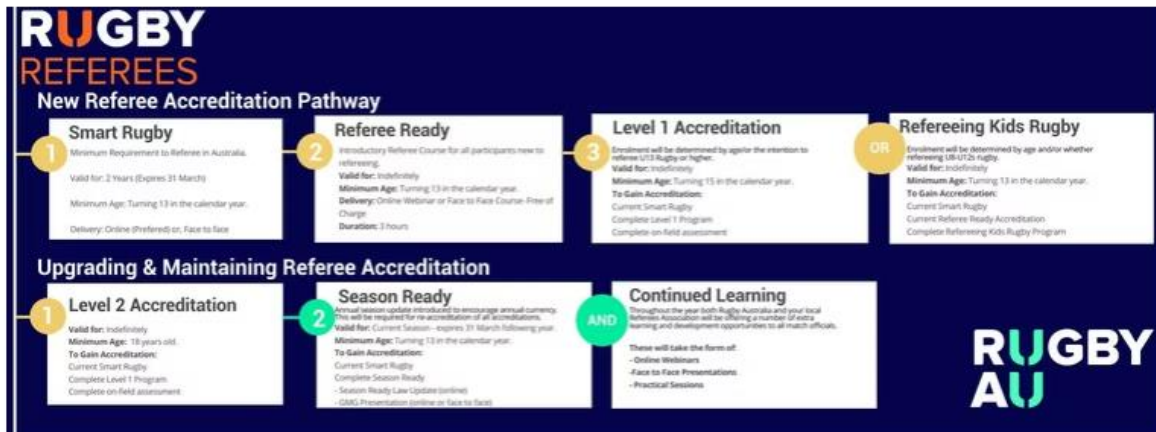 RUGBY
REFEREES
New Referee Accreditation Pathway
1
Smart Rugby
Minimum Requirement to Referee in Australia.
Valid for: 2 Years (Expires 31 March)
Minimum Age: Turning 13 in the calendar year.
Delivery: Online (Prefered) or, Face to face
2
Referee Ready
Introductory Referee Course for all participants new to
refereeing.
Valid for: Indefinitely
Minimum Age: Turning 13 in the calendar year.
Delivery: Online Webinar or Face to Face Course- Free of
Charge
Duration: 3 hours
3
Level 1 Accreditation
Enrolment will be determined by age/or the intention to
referee U13 Rugby or higher.
Valid for: Indefinitely
Minimum Age: Turning 15 in the calendar year.
To Gain Accreditation:
Current Smart Rugby
Complete Level 1 Program
Complete on-field assessment
OR
Refereeing Kids Rugby
Enrolment will be determined by age and/or whether
refereeing U8-U12s rugby.
Valid for: Indefinitely
Minimum Age: Turning 13 in the calendar year.
To Gain Accreditation:
Current Smart Rugby
Current Referee Ready Accreditation
Complete Refereeing Kids Rugby Program
Upgrading & Maintaining Referee Accreditation
1
Level 2 Accreditation
Valid for: Indefinitely
Minimum Age: 18 years old.
To Gain Accreditation:
Current Smart Rugby
Complete Level 1 Program
Complete on-field assessment
2
Season Ready
Annual season update introduced to encourage annual currency.
This will be required for re-accreditation of all accreditations.
Valid for: Current Season - expires 31 March following year.
Minimum Age: Turning 13 in the calendar year.
To Gain Accreditation:
Current Smart Rugby
Complete Season Ready
- Season Ready Law Update (online)
- GMG Presentation (online or face to face)
AND
Continued Learning
Throughout the year both Rugby Australia and your local
Referees Association will be offering a number of extra
learning and development opportunities to all match officials.
These will take the form of:
- Online Webinars
-Face to Face Presentations
- Practical Sessions
RUGBY
AU